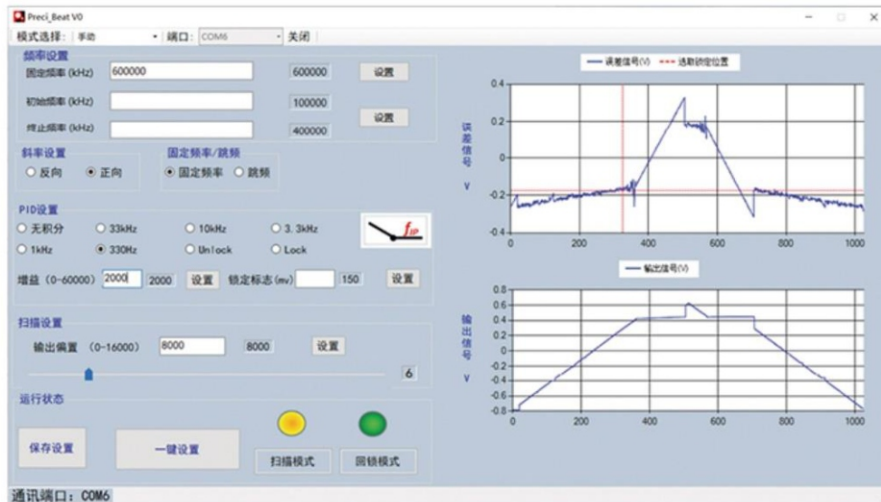 Preci_Beat V0
模式选择: 手动 端口: COM6 关闭
频率设置
固定频率(kHz) 600000 600000 设置
初始频率(kHz) 100000
设置
终止频率(kHz) 400000
斜率设置 固定频率/跳频
反向 正向 固定频率 跳频
PID设置
无积分 33kHz 10kHz 3.3kHz
fIP
1kHz 330Hz Unlock Lock
增益(0-60000) 2000 2000 设置 锁定标志(mv) 150 设置
扫描设置
输出偏置 (0-16000) 8000 8000 设置
6
运行状态
保存设置 一键设置 扫描模式 回锁模式
通讯端口: COM6
误差信号(V) 选取锁定位置
误差信号 V
0.4
0.2
0
-0.2
-0.4
0 200 400 600 800 1000
输出信号(V)
输出信号 V
0.8
0.6
0.4
0.2
0
-0.2
-0.4
-0.6
-0.8
0 200 400 600 800 1000